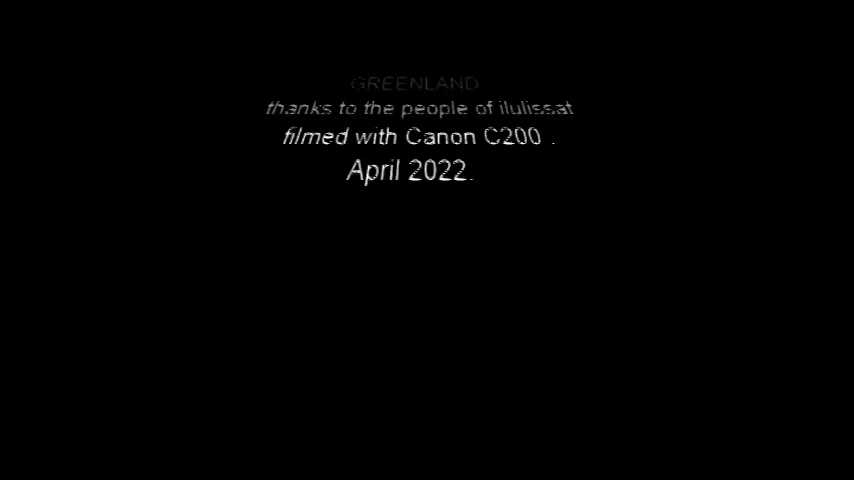 GREENLAND
thanks to the people of ilulissat
filmed with Canon C200 .
April 2022.